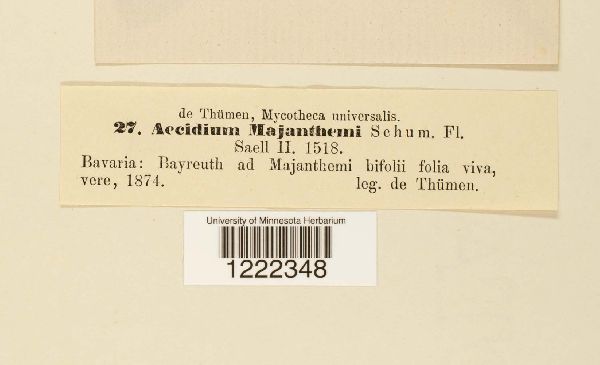 de Thümen, Mycotheca universalis.
27. Aecidium Majanthemi Schum. Fl.
Saell II. 1518.
Bavaria: Bayreuth ad Majanthemi bifolii folia viva,
vere, 1874. leg. de Thümen.
University of Minnesota Herbarium
1222348